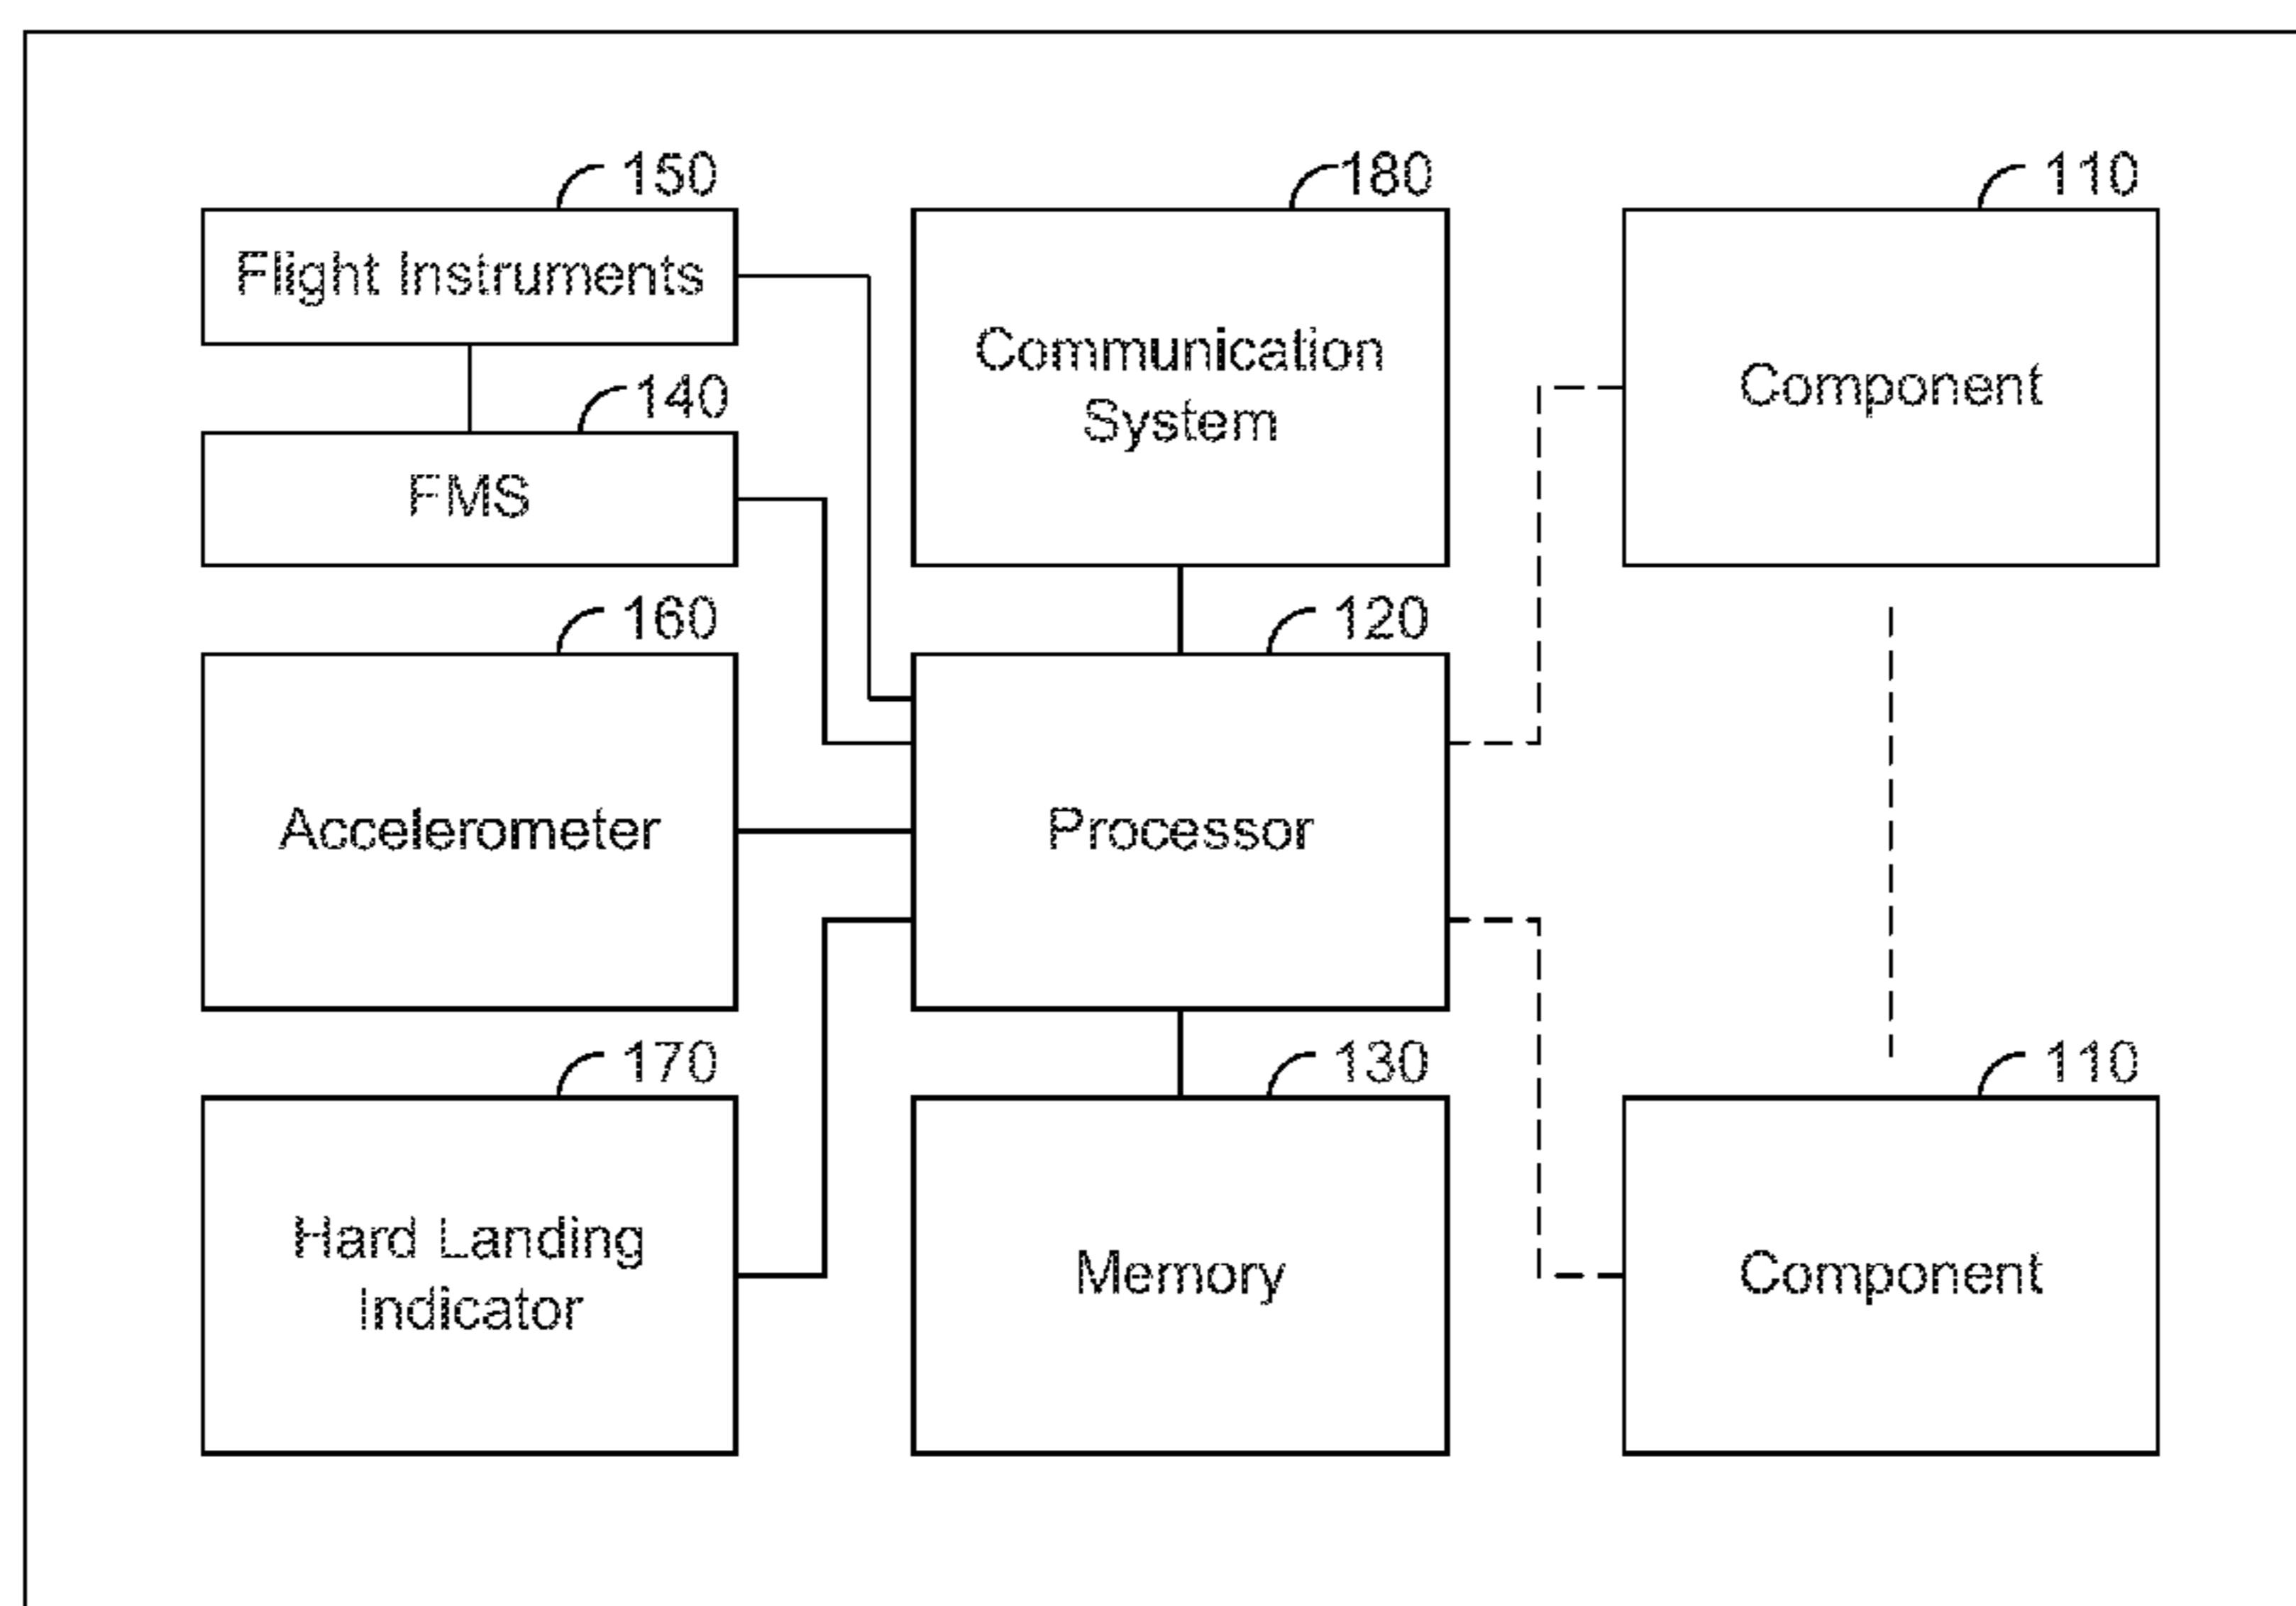 150
Flight Instruments
140
FMS
160
Accelerometer
170
Hard Landing
Indicator
180
Communication
System
120
Processor
130
Memory
110
Component
110
Component